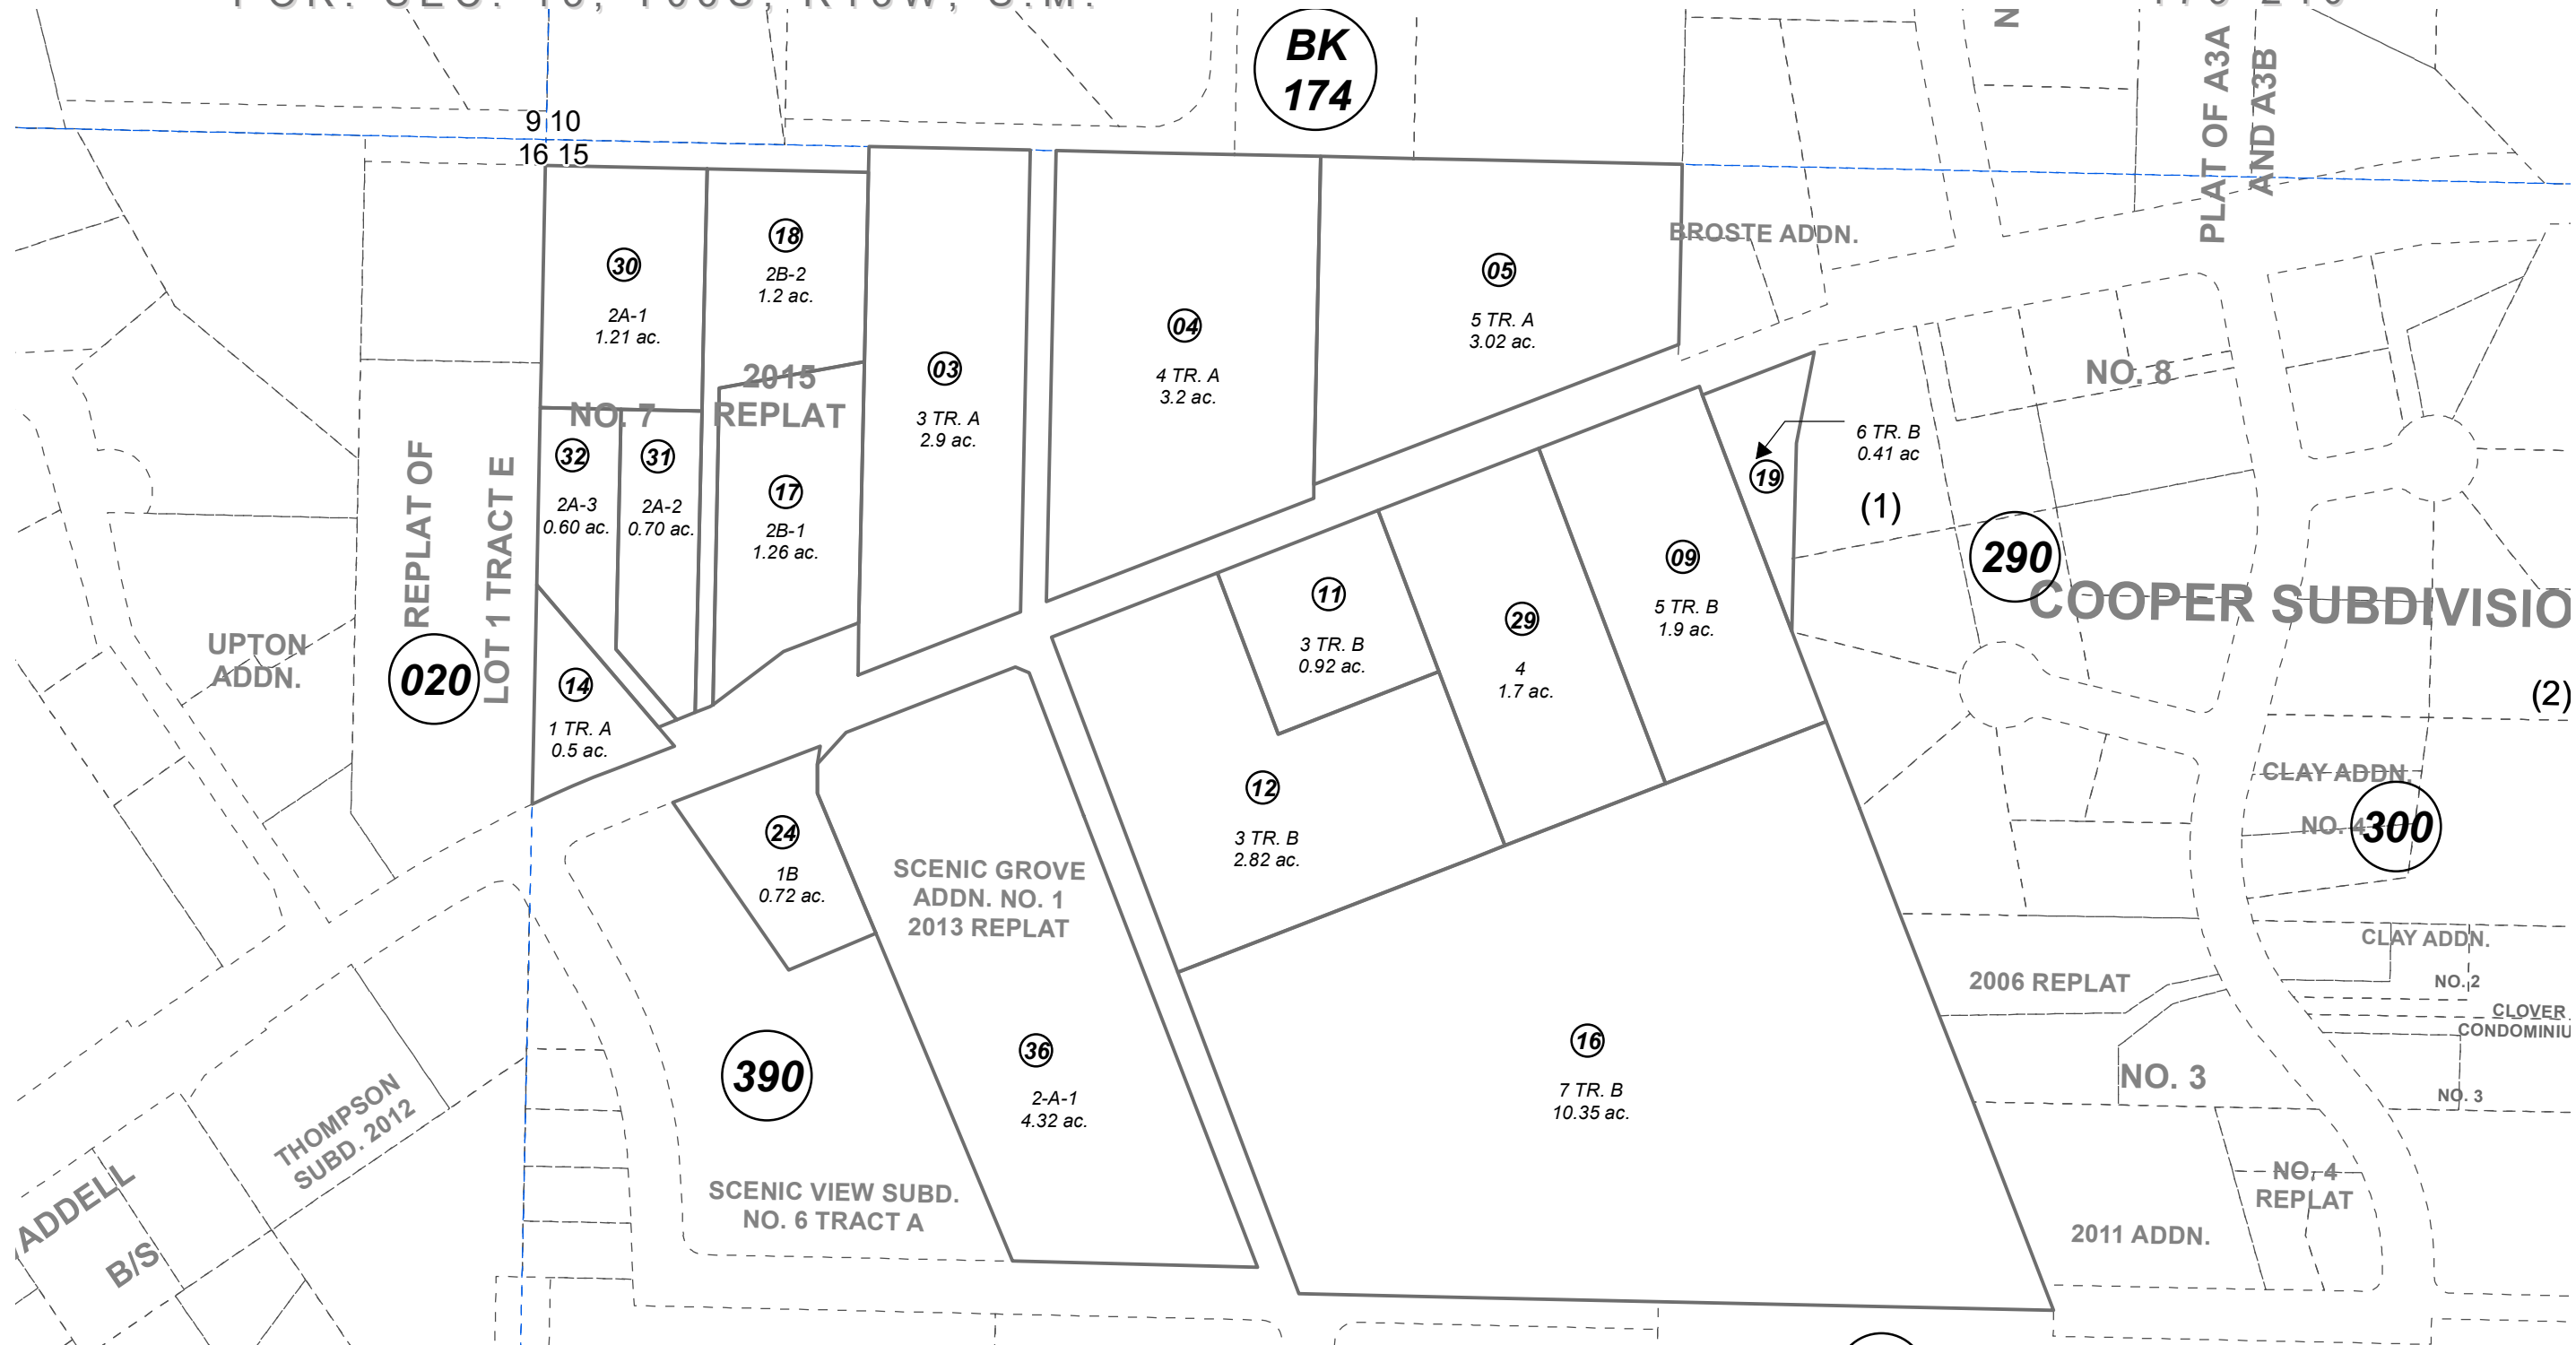 BK
174
9 10
16 15
N
PLAT OF A3A
AND A3B
BROSTE ADDN.
30
2A-1
1.21 ac.
18
2B-2
1.2 ac.
03
3 TR. A
2.9 ac.
04
4 TR. A
3.2 ac.
05
5 TR. A
3.02 ac.
2015
REPLAT
NO. 7
NO. 8
32
2A-3
0.60 ac.
31
2A-2
0.70 ac.
17
2B-1
1.26 ac.
19
6 TR. B
0.41 ac
(1)
290
COOPER SUBDIVISIO
(2)
REPLAT OF
LOT 1 TRACT E
UPTON
ADDN.
020
14
1 TR. A
0.5 ac.
11
3 TR. B
0.92 ac.
29
4
1.7 ac.
09
5 TR. B
1.9 ac.
12
3 TR. B
2.82 ac.
24
1B
0.72 ac.
SCENIC GROVE
ADDN. NO. 1
2013 REPLAT
CLAY ADDN.
NO. 4
300
CLAY ADDN.
NO. 2
2006 REPLAT
CLOVER
CONDOMINIU
390
36
2-A-1
4.32 ac.
16
7 TR. B
10.35 ac.
NO. 3
NO. 3
THOMPSON
SUBD. 2012
ADDELL
B/S
SCENIC VIEW SUBD.
NO. 6 TRACT A
NO. 4
REPLAT
2011 ADDN.